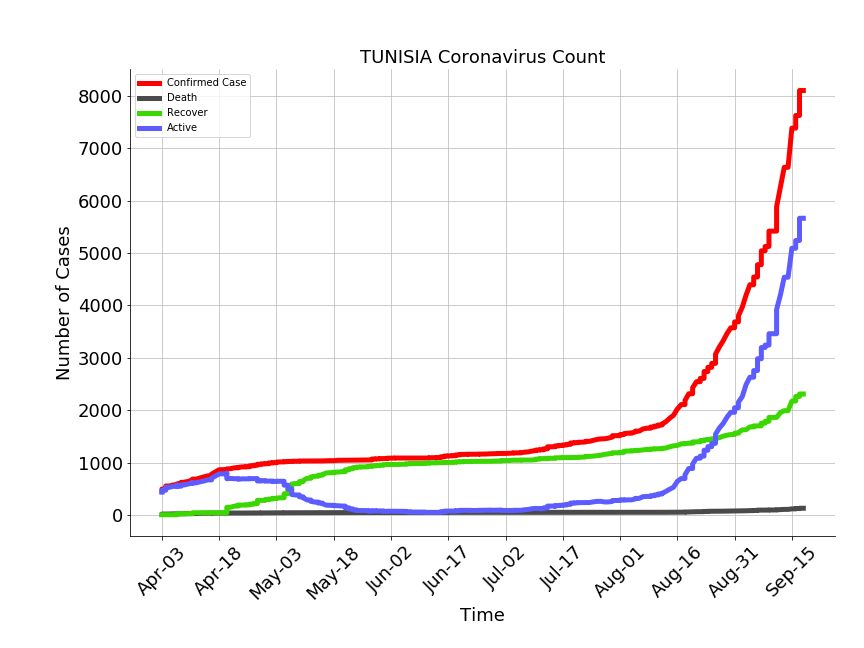 TUNISIA Coronavirus Count
Confirmed Case
Death
Recover
Active
Number of Cases
8000
7000
6000
5000
4000
3000
2000
1000
0
Apr-03
Apr-18
May-03
May-18
Jun-02
Jun-17
Jul-02
Jul-17
Aug-01
Aug-16
Aug-31
Sep-15
Time